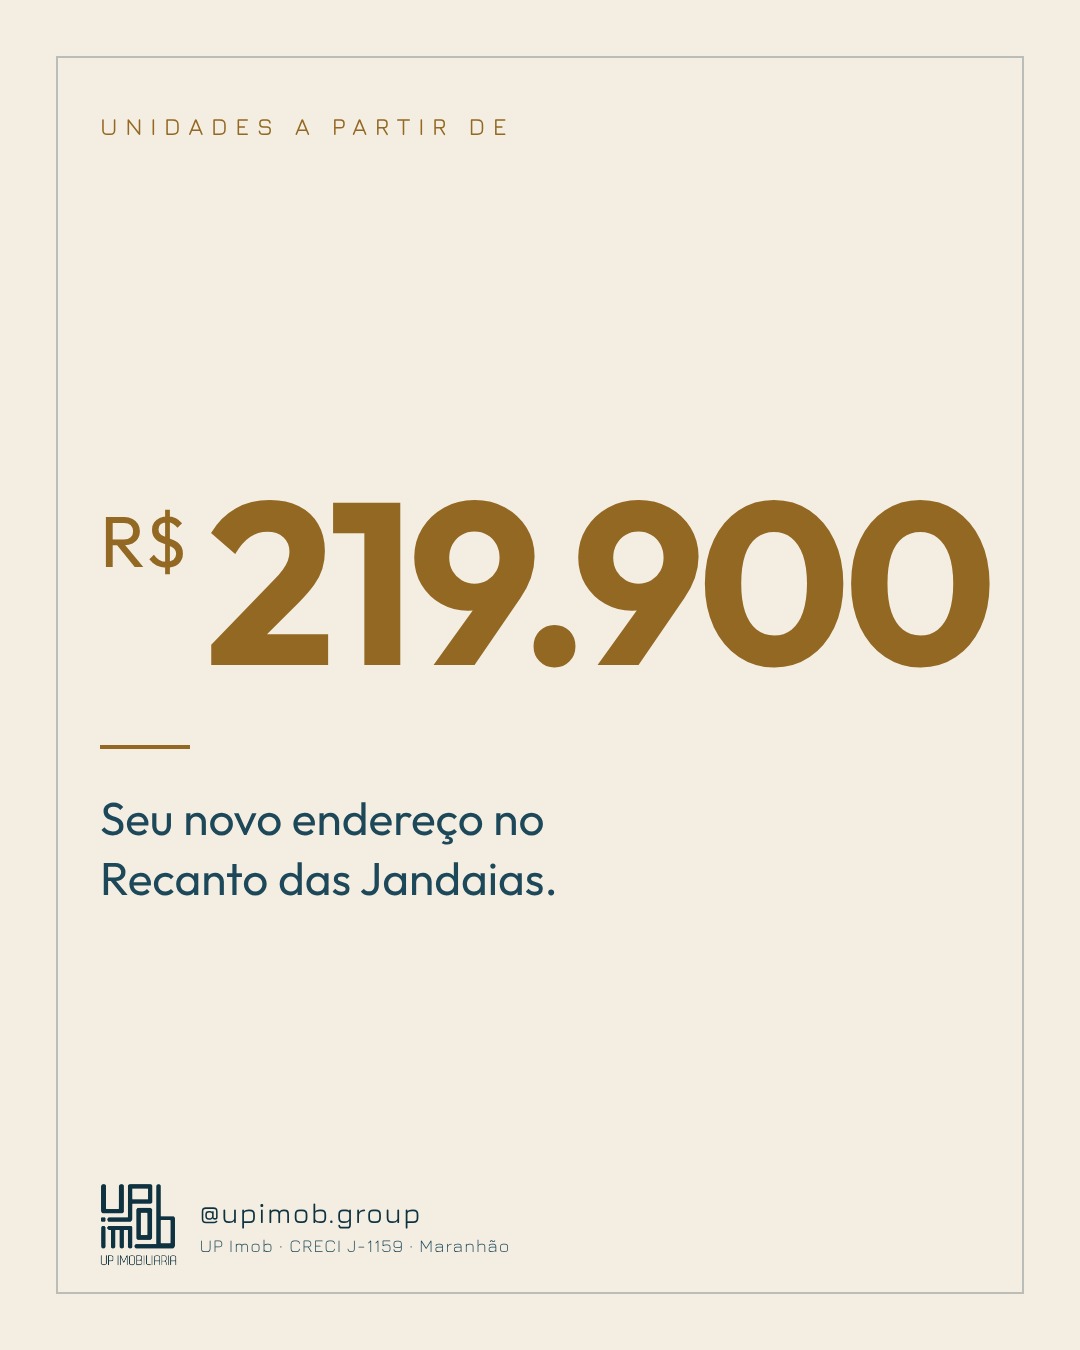 UNIDADES A PARTIR DE
R$ 219.900
Seu novo endereço no
Recanto das Jandaias.
UP imob
UP IMOBILIARIA
@upimob.group
UP Imob · CRECI J-1159 · Maranhão